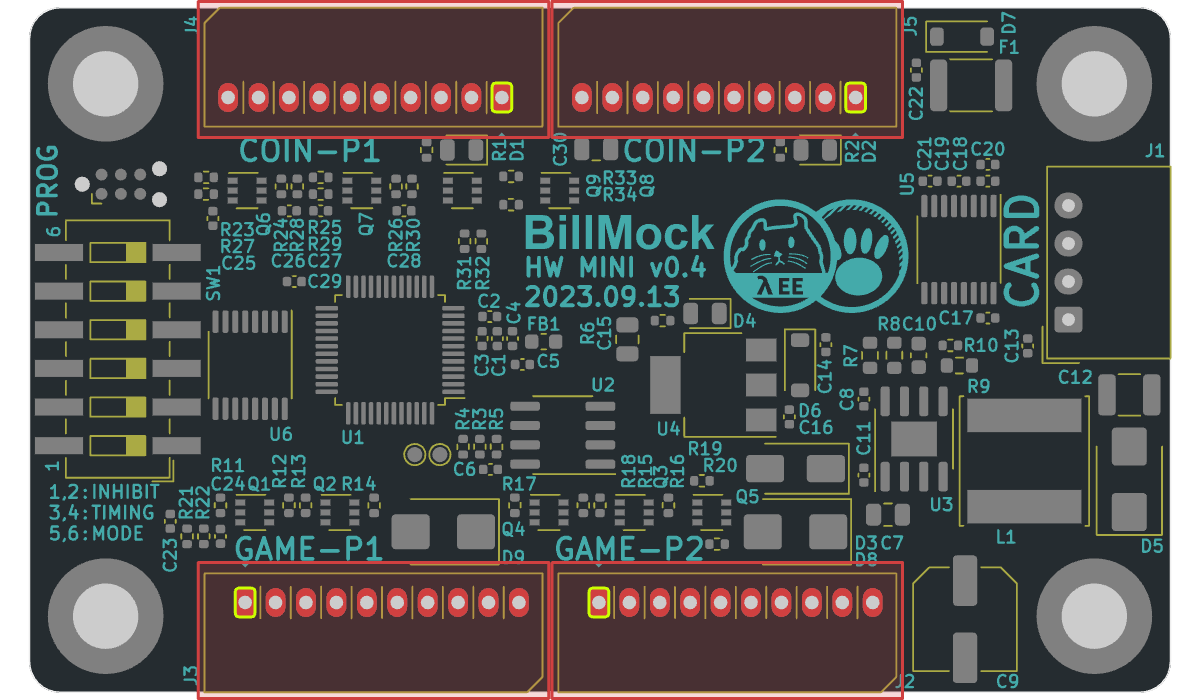 J4
J5
D7
F1
C22
COIN-P1
R1
D1
C30
COIN-P2
R2
D2
C21
C19
C18
C20
J1
PROG
U5
Q9
R33
R34
Q8
R23
R27
C25
Q6
R24
R28
C26
R25
R29
C27
Q7
R26
R30
C28
BillMock
HW MINI v0.4
2023.09.13
λ EE
CARD
6
SW1
C29
R31
R32
C2
C4
FB1
R6
C15
D4
C17
R8
C10
R7
R10
C13
C3
C1
C5
C14
C12
U6
U1
R4
R3
R5
U2
U4
D6
C16
C8
R9
C11
1
C6
R19
R20
1,2:INHIBIT
3,4:TIMING
5,6:MODE
R11
C24
Q1
R12
R13
Q2
R14
R17
R18
R15
Q3
R16
Q5
U3
R21
R22
C23
Q4
L1
D5
GAME-P1
D9
GAME-P2
D3
C7
D8
J3
J2
C9